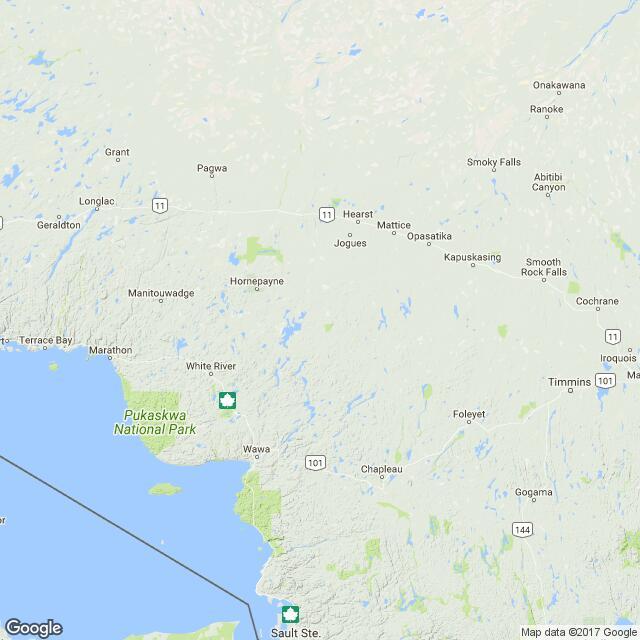 Onakawana
Ranoke
Grant
Pagwa
Smoky Falls
Abitibi
Canyon
Longlac
11
Geraldton
11
Hearst
Mattice
Jogues
Opasatika
Kapuskasing
Smooth
Rock Falls
Hornepayne
Manitouwadge
Cochrane
11
Terrace Bay
Marathon
Iroquois
White River
Timmins
101
Pukaskwa
National Park
Foleyet
Wawa
101
Chapleau
Gogama
144
Sault Ste.
Google
Map data ©2017 Google